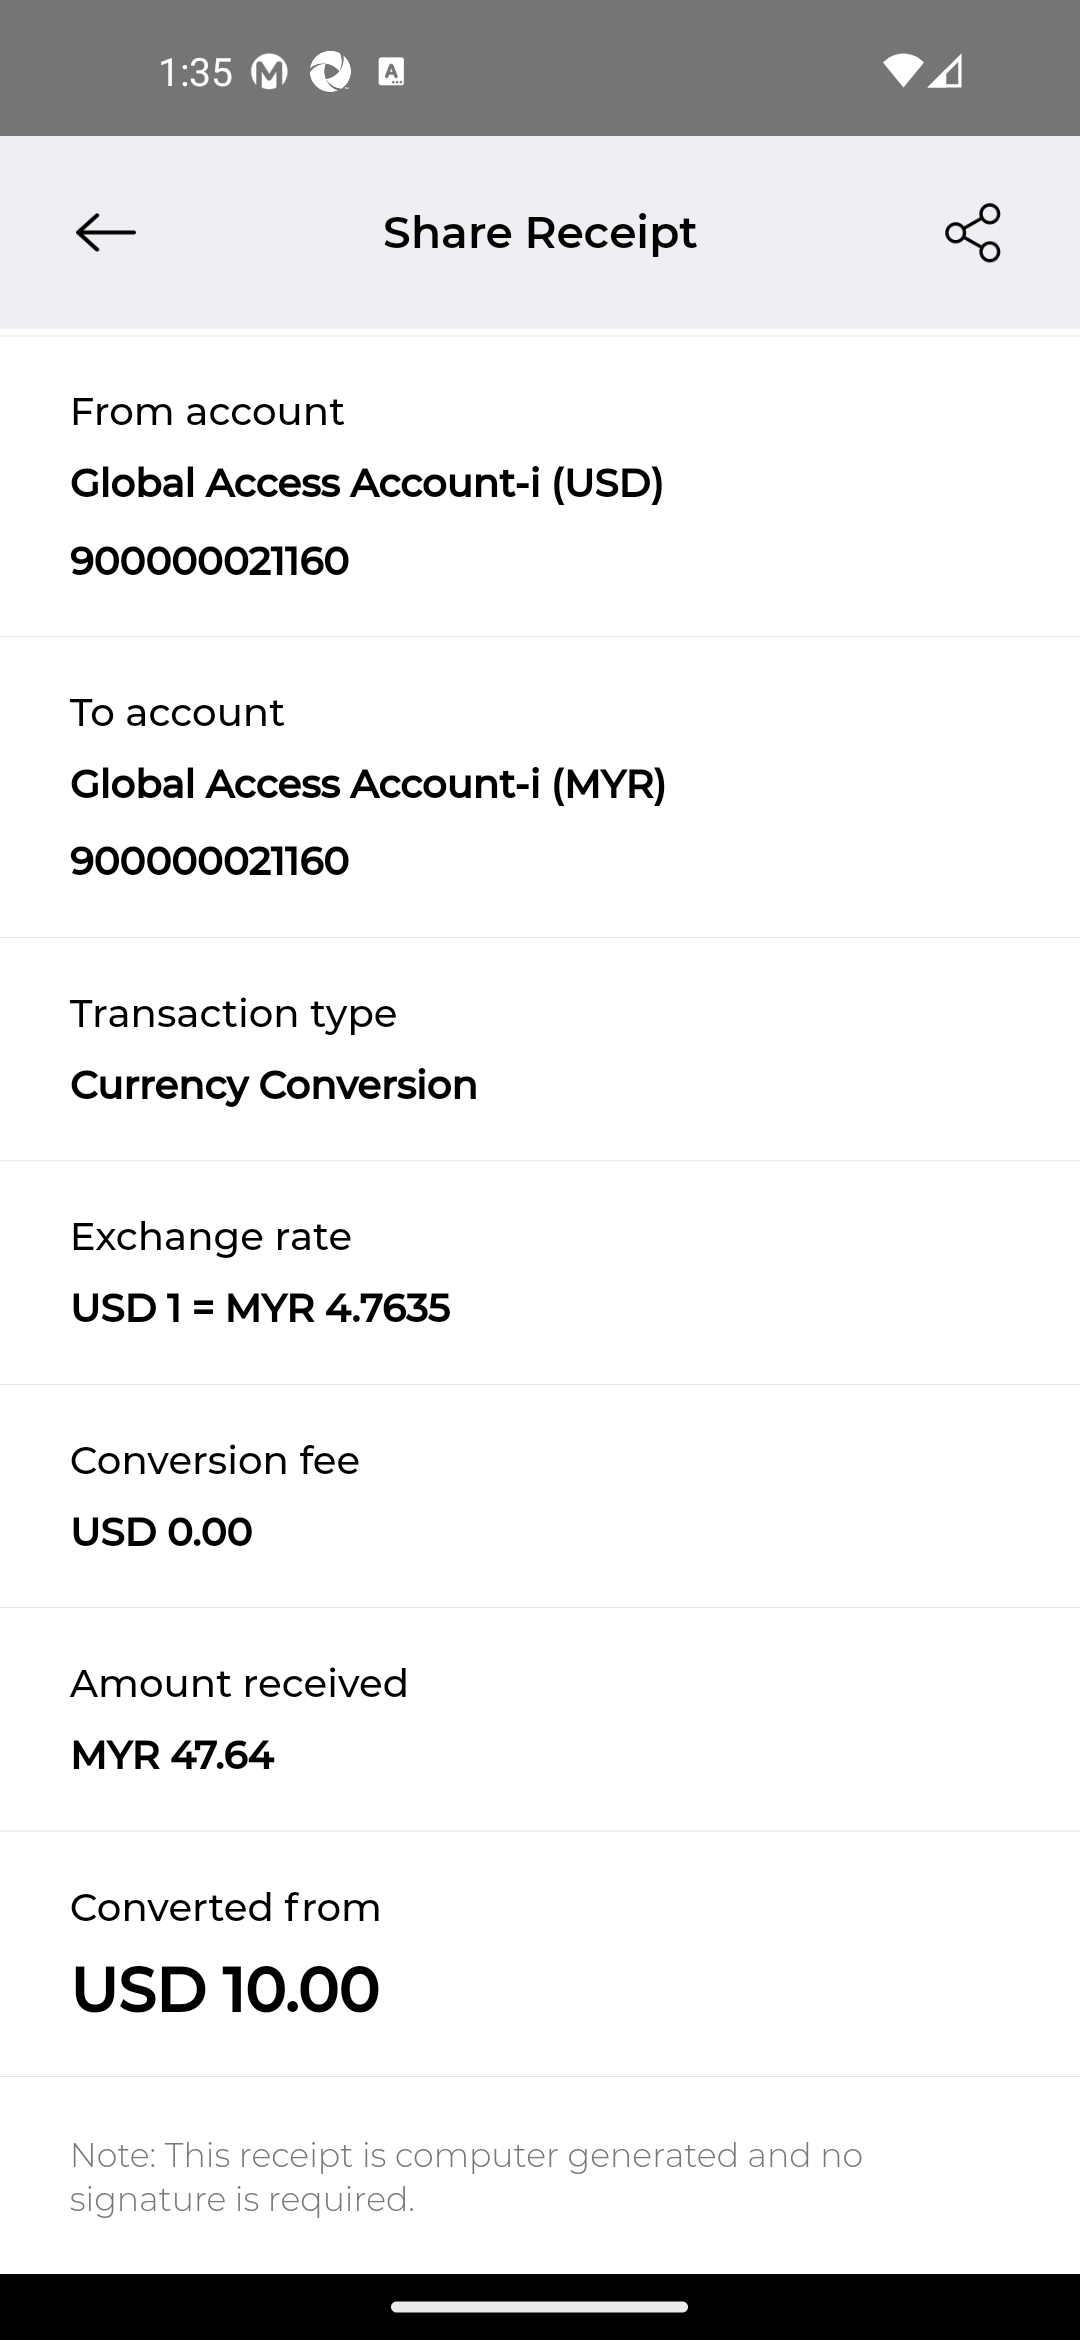 1:35
Share Receipt
From account
Global Access Account-i (USD)
900000021160
To account
Global Access Account-i (MYR)
900000021160
Transaction type
Currency Conversion
Exchange rate
USD 1 = MYR 4.7635
Conversion fee
USD 0.00
Amount received
MYR 47.64
Converted from
USD 10.00
Note: This receipt is computer generated and no
signature is required.